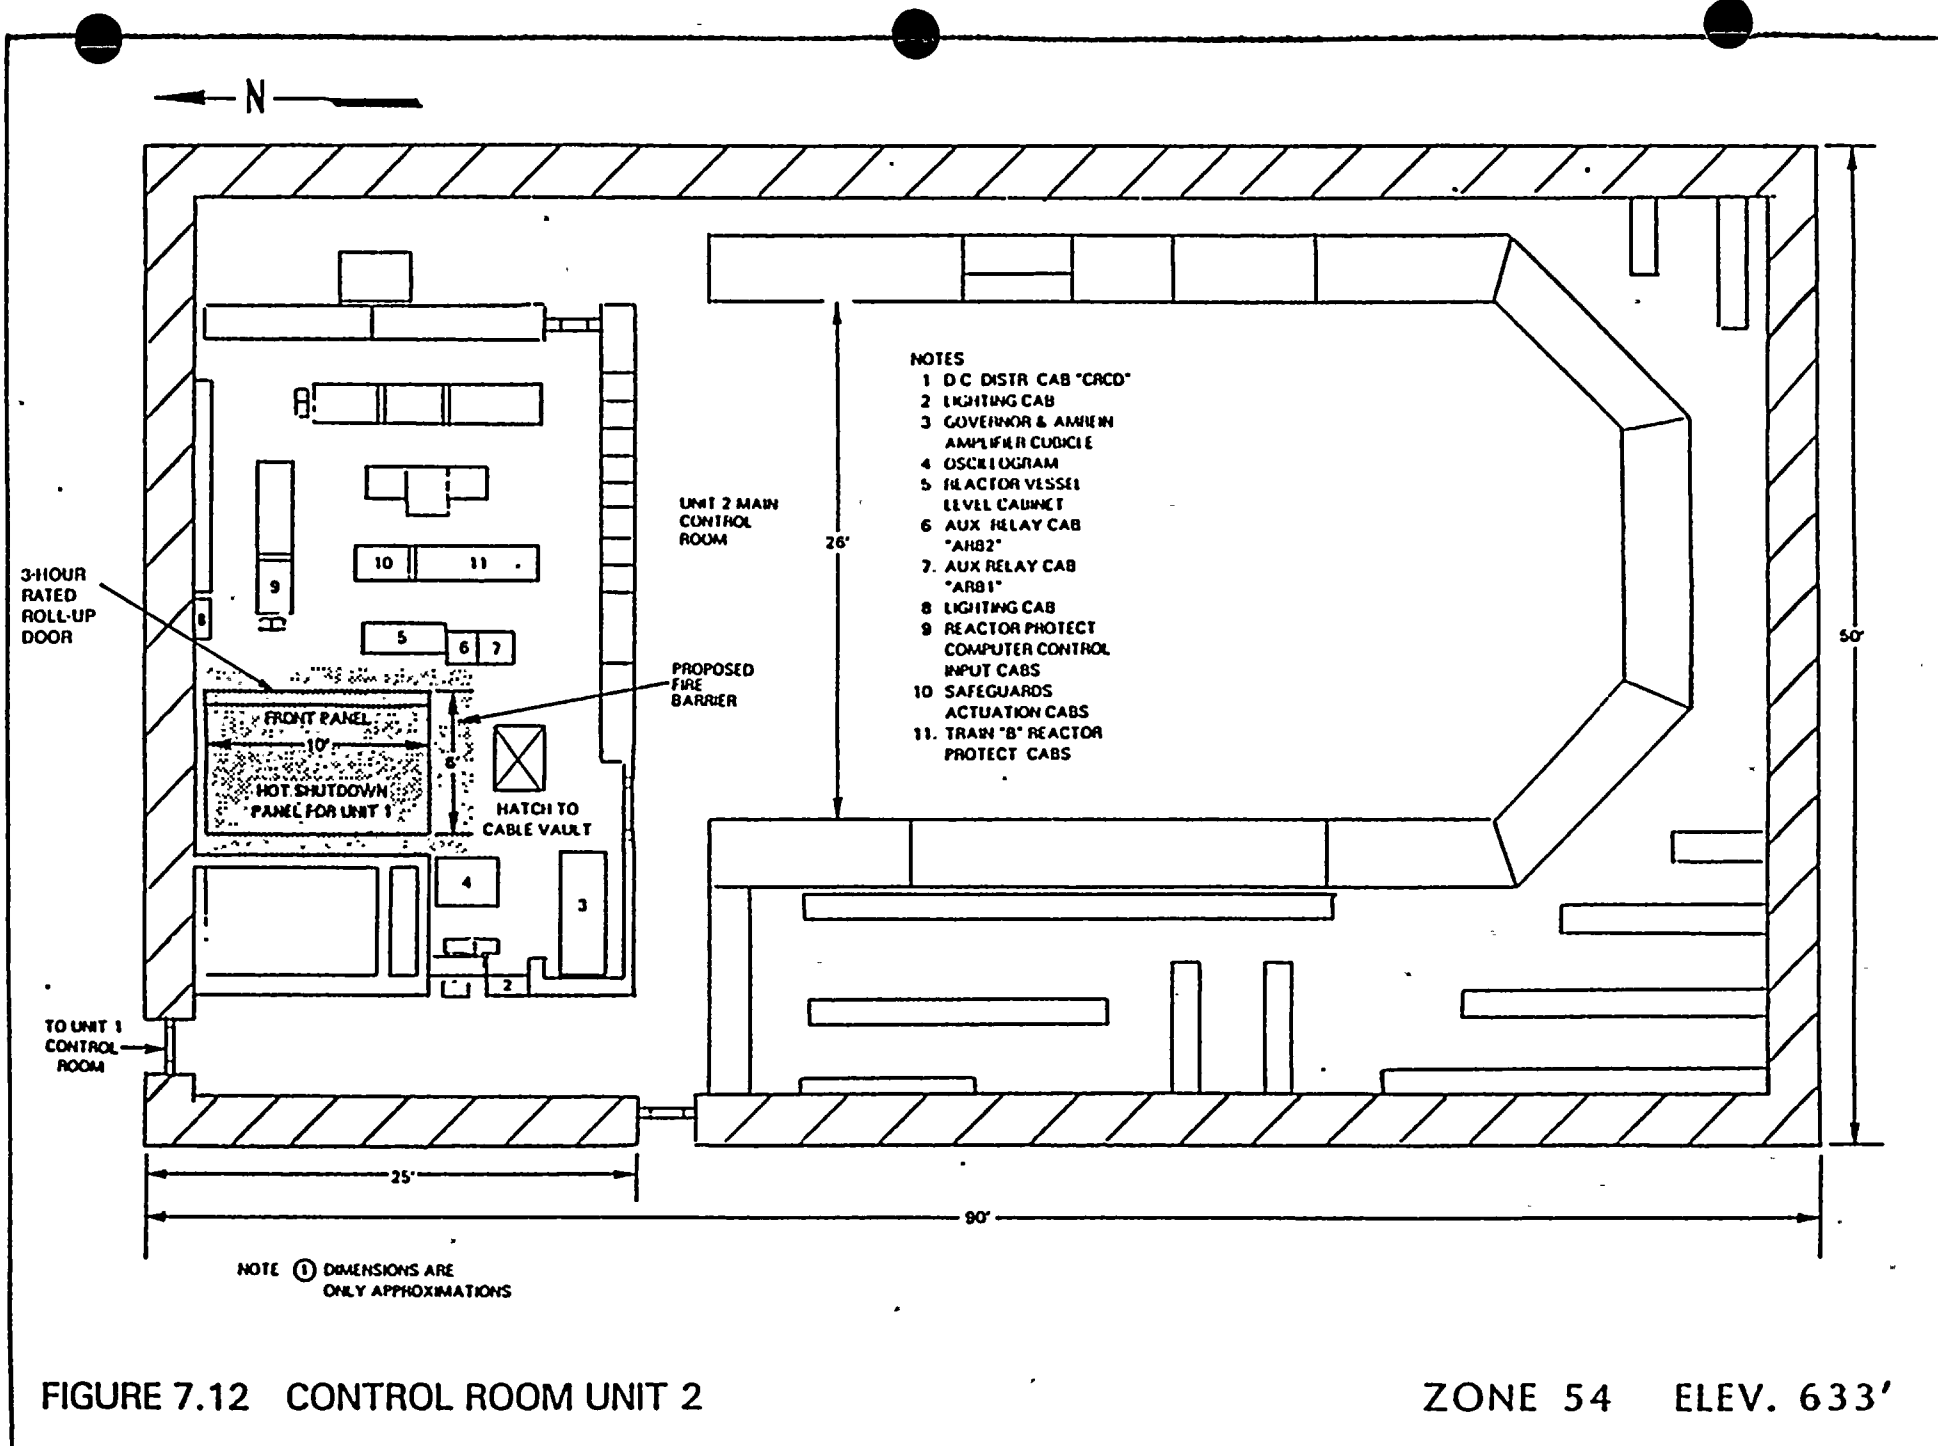 N
3-HOUR
RATED
ROLL-UP
DOOR
9
8
10
11
5
6
7
FRONT PANEL
10'
HOT SHUTDOWN
PANEL FOR UNIT 1
6'
PROPOSED
FIRE
BARRIER
HATCH TO
CABLE VAULT
4
3
2
UNIT 2 MAIN
CONTROL
ROOM
26'
NOTES
1 D C DISTR CAB "CRCD"
2 LIGHTING CAB
3 GOVERNOR & AMREIN
AMPLIFIER CUBICLE
4 OSCILLOGRAM
5 REACTOR VESSEL
LEVEL CABINET
6 AUX RELAY CAB
"ARB2"
7. AUX RELAY CAB
"ARB1"
8 LIGHTING CAB
9 REACTOR PROTECT
COMPUTER CONTROL
INPUT CABS
10 SAFEGUARDS
ACTUATION CABS
11. TRAIN "B" REACTOR
PROTECT CABS
50'
TO UNIT 1
CONTROL
ROOM
25'
90'
NOTE 1 DIMENSIONS ARE
ONLY APPROXIMATIONS
FIGURE 7.12 CONTROL ROOM UNIT 2
ZONE 54 ELEV. 633'